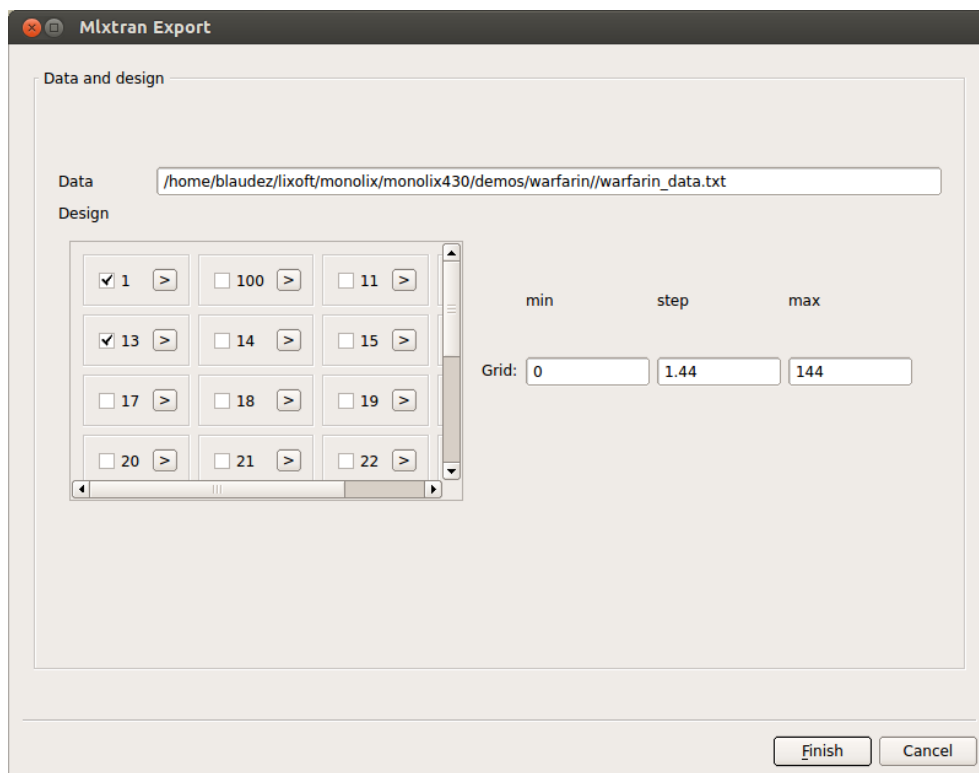 Mlxtran Export
Data and design
Data /home/blaudez/lixoft/monolix/monolix430/demos/warfarin//warfarin_data.txt
Design
1 > 100 > 11 >
min step max
13 > 14 > 15 >
Grid: 0 1.44 144
17 > 18 > 19 >
20 > 21 > 22 >
Finish Cancel